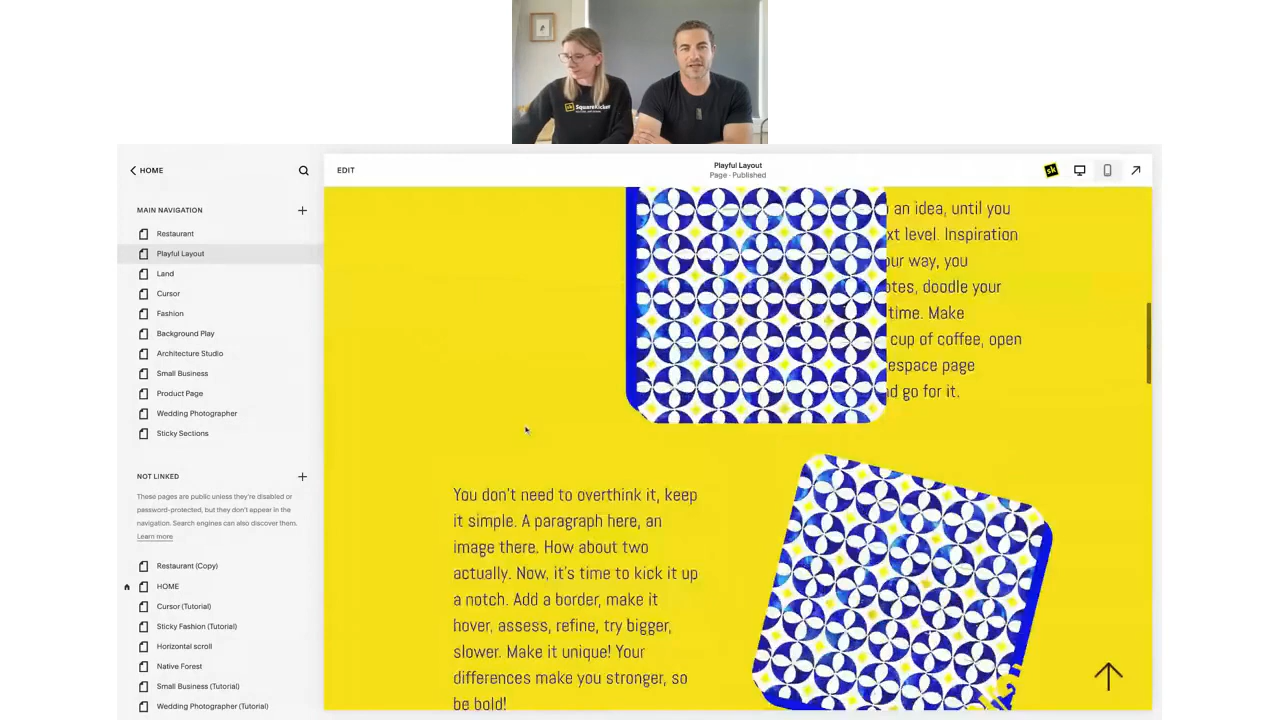 SquareKicker
HOME
EDIT
Playful Layout
Page · Published
sk
MAIN NAVIGATION
Restaurant
Playful Layout
Land
Cursor
Fashion
Background Play
Architecture Studio
Small Business
Product Page
Wedding Photographer
Sticky Sections
NOT LINKED
These pages are public unless they're disabled or
password-protected, but they don't appear in the
navigation. Search engines can also discover them.
Learn more
Restaurant (Copy)
HOME
Cursor (Tutorial)
Sticky Fashion (Tutorial)
Horizontal scroll
Native Forest
Small Business (Tutorial)
Wedding Photographer (Tutorial)
an idea, until you
xt level. Inspiration
our way, you
otes, doodle your
time. Make
cup of coffee, open
espace page
nd go for it.
You don't need to overthink it, keep
it simple. A paragraph here, an
image there. How about two
actually. Now, it's time to kick it up
a notch. Add a border, make it
hover, assess, refine, try bigger,
slower. Make it unique! Your
differences make you stronger, so
be bold!